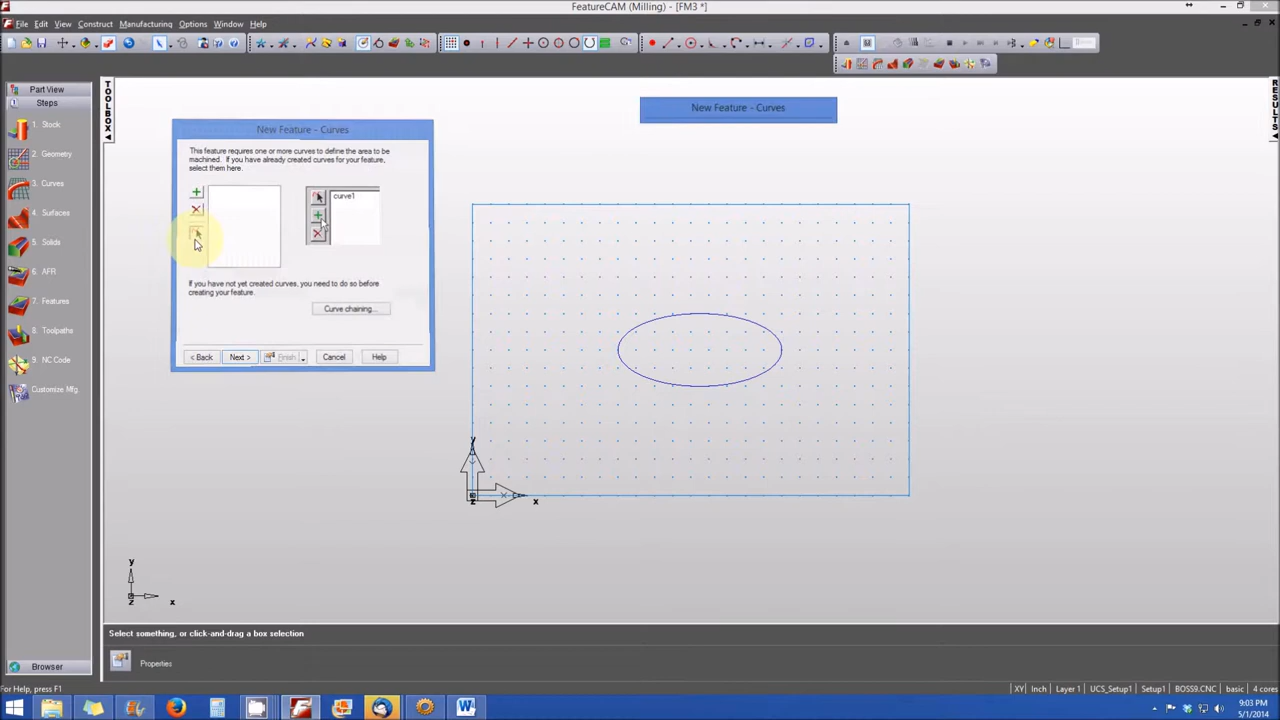 FeatureCAM (Milling) - [FM3 *]
File Edit View Construct Manufacturing Options Window Help
TOOLBOX
RESULTS
Part View
Steps
1. Stock
2. Geometry
3. Curves
4. Surfaces
5. Solids
6. AFR
7. Features
8. Toolpaths
9. NC Code
Customize Mfg.
Browser
New Feature - Curves
New Feature - Curves
This feature requires one or more curves to define the area to be
machined. If you have already created curves for your feature,
select them here.
curve1
If you have not yet created curves, you need to do so before
creating your feature.
Curve chaining...
< Back Next > Finish Cancel Help
y
z
x
y
z
x
Select something, or click-and-drag a box selection
Properties
For Help, press F1
XY Inch Layer 1 UCS_Setup1 Setup1 BOSS9.CNC basic 4 cores
9:03 PM
5/1/2014